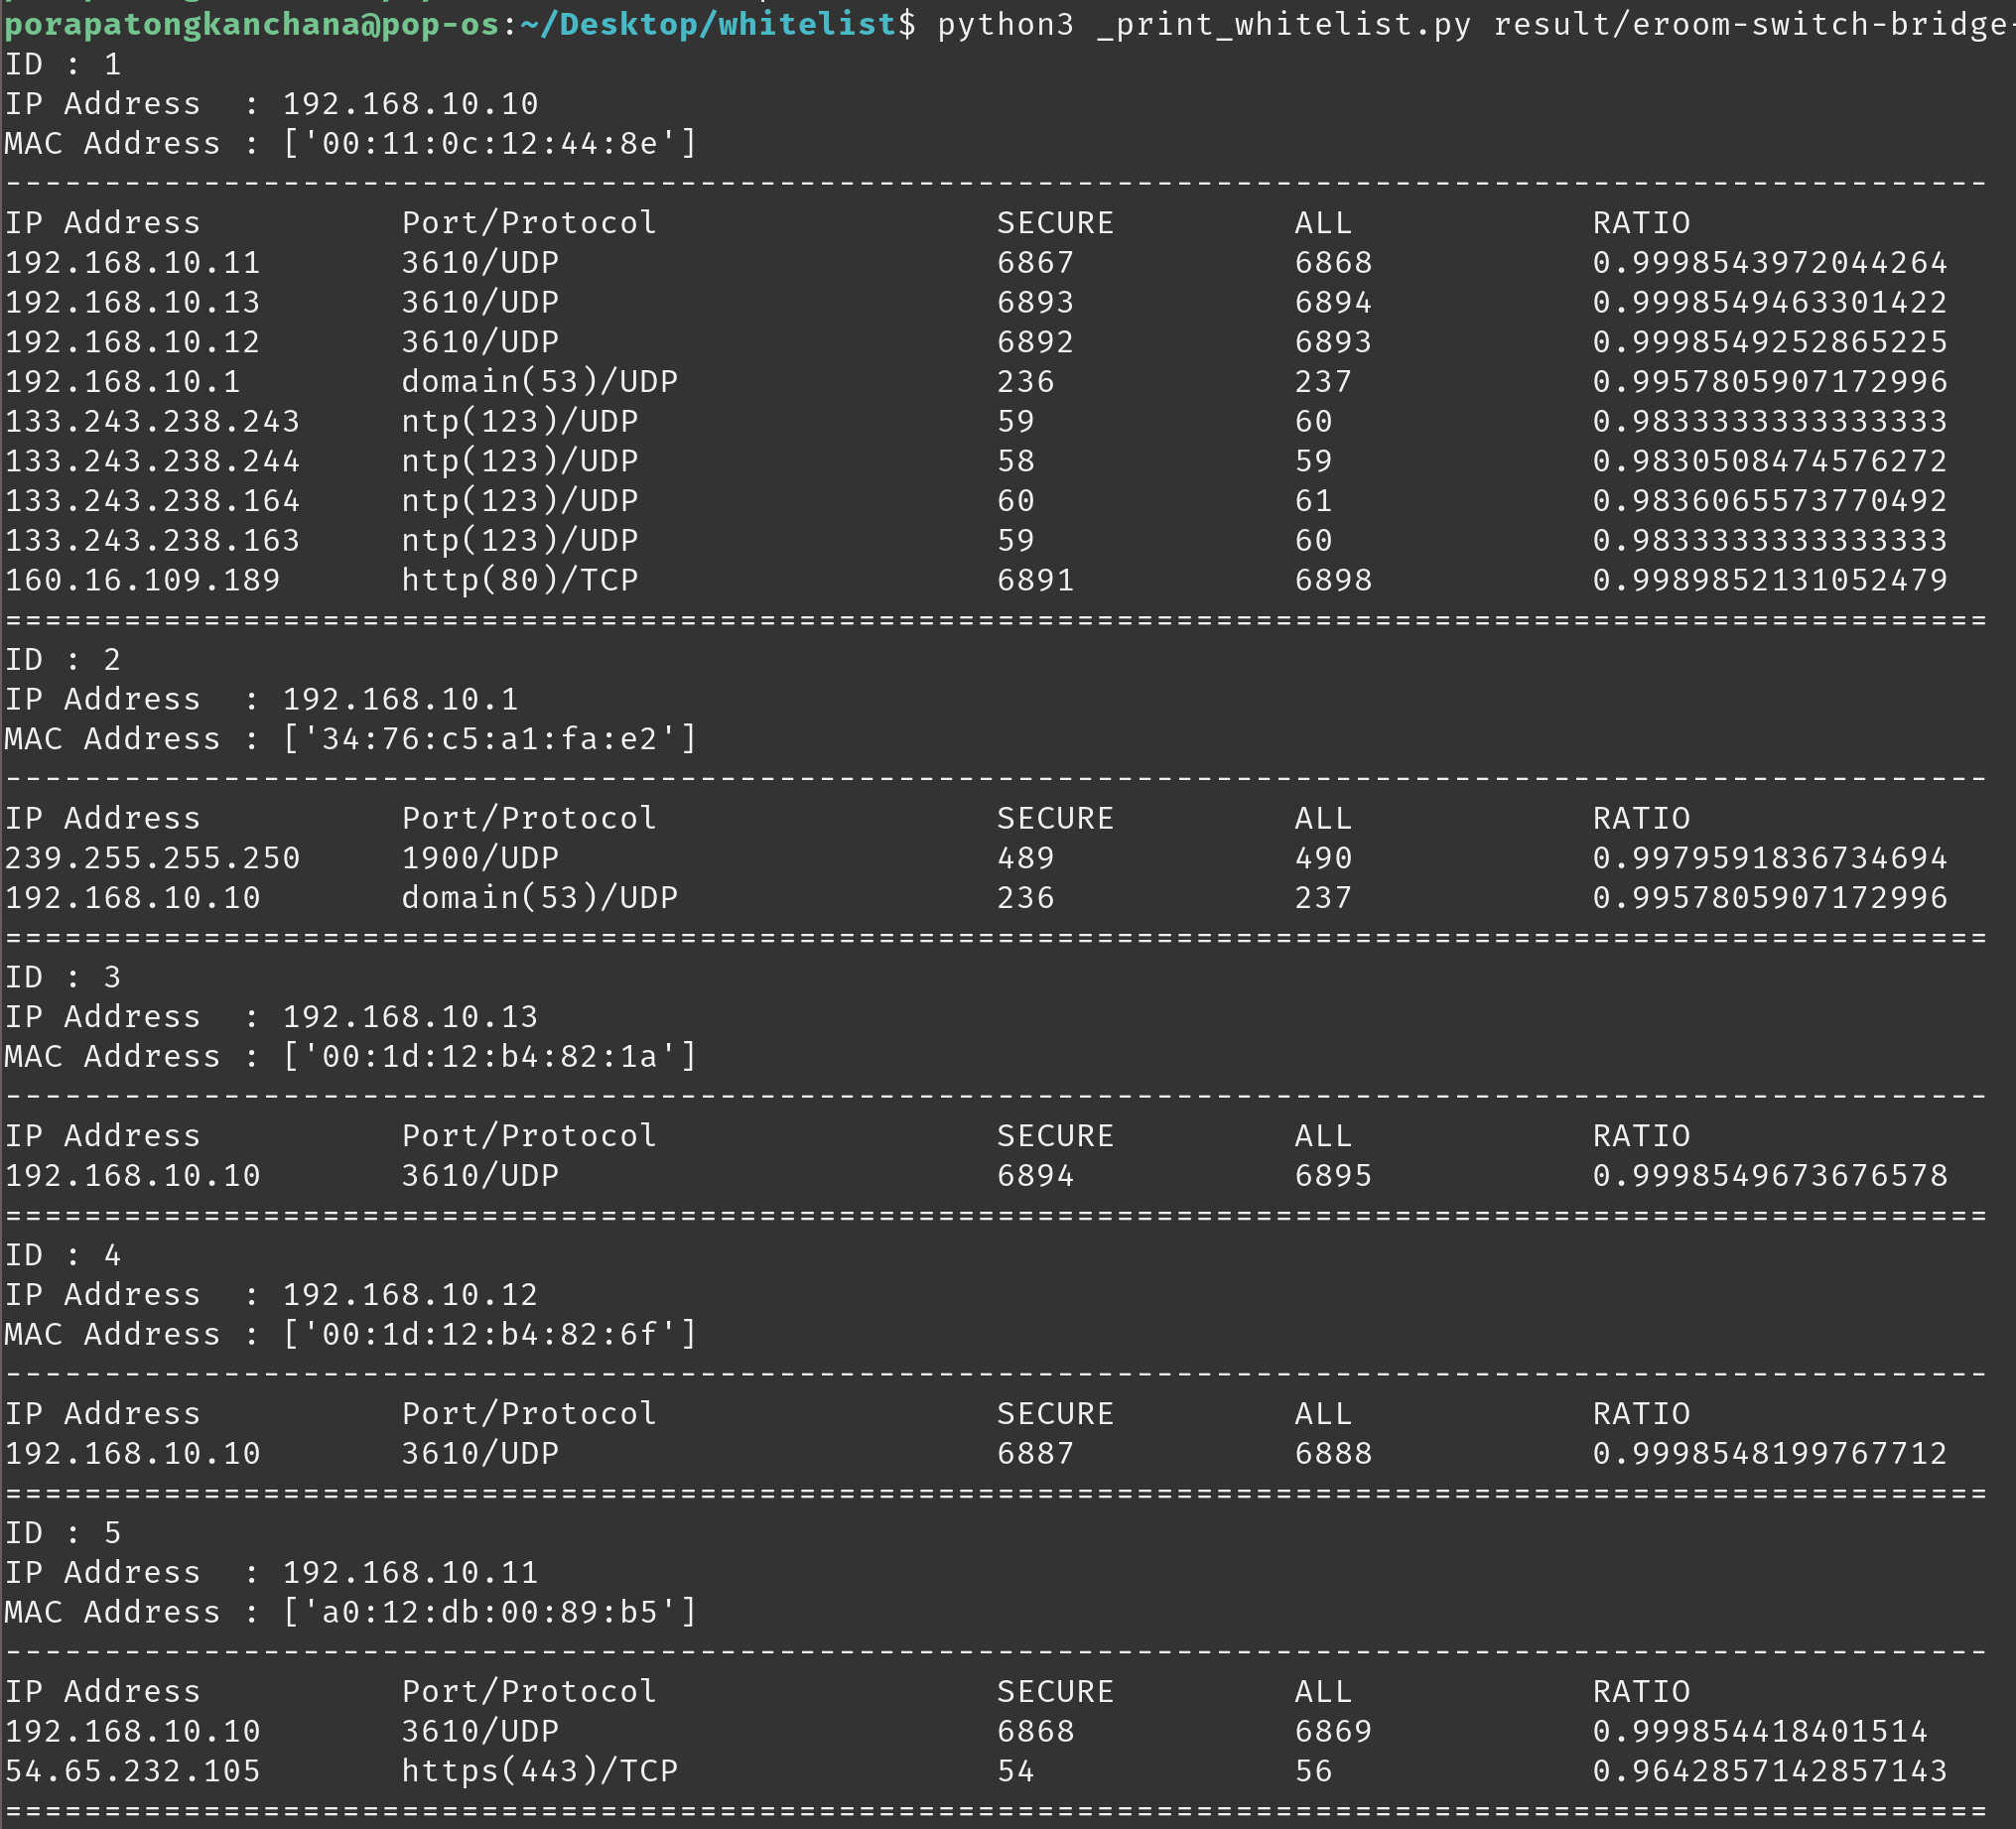 porapatongkanchana@pop-os:~/Desktop/whitelist$ python3 _print_whitelist.py result/eroom-switch-bridge-
ID : 1
IP Address  : 192.168.10.10
MAC Address : ['00:11:0c:12:44:8e']
---------------------------------------------------------------------------------------------------
IP Address          Port/Protocol                 SECURE         ALL            RATIO
192.168.10.11       3610/UDP                      6867           6868           0.9998543972044264
192.168.10.13       3610/UDP                      6893           6894           0.9998549463301422
192.168.10.12       3610/UDP                      6892           6893           0.9998549252865225
192.168.10.1        domain(53)/UDP                236            237            0.9957805907172996
133.243.238.243     ntp(123)/UDP                  59             60             0.9833333333333333
133.243.238.244     ntp(123)/UDP                  58             59             0.9830508474576272
133.243.238.164     ntp(123)/UDP                  60             61             0.9836065573770492
133.243.238.163     ntp(123)/UDP                  59             60             0.9833333333333333
160.16.109.189      http(80)/TCP                  6891           6898           0.9989852131052479
===================================================================================================
ID : 2
IP Address  : 192.168.10.1
MAC Address : ['34:76:c5:a1:fa:e2']
---------------------------------------------------------------------------------------------------
IP Address          Port/Protocol                 SECURE         ALL            RATIO
239.255.255.250     1900/UDP                      489            490            0.9979591836734694
192.168.10.10       domain(53)/UDP                236            237            0.9957805907172996
===================================================================================================
ID : 3
IP Address  : 192.168.10.13
MAC Address : ['00:1d:12:b4:82:1a']
---------------------------------------------------------------------------------------------------
IP Address          Port/Protocol                 SECURE         ALL            RATIO
192.168.10.10       3610/UDP                      6894           6895           0.9998549673676578
===================================================================================================
ID : 4
IP Address  : 192.168.10.12
MAC Address : ['00:1d:12:b4:82:6f']
---------------------------------------------------------------------------------------------------
IP Address          Port/Protocol                 SECURE         ALL            RATIO
192.168.10.10       3610/UDP                      6887           6888           0.9998548199767712
===================================================================================================
ID : 5
IP Address  : 192.168.10.11
MAC Address : ['a0:12:db:00:89:b5']
---------------------------------------------------------------------------------------------------
IP Address          Port/Protocol                 SECURE         ALL            RATIO
192.168.10.10       3610/UDP                      6868           6869           0.999854418401514
54.65.232.105       https(443)/TCP                54             56             0.9642857142857143
===================================================================================================